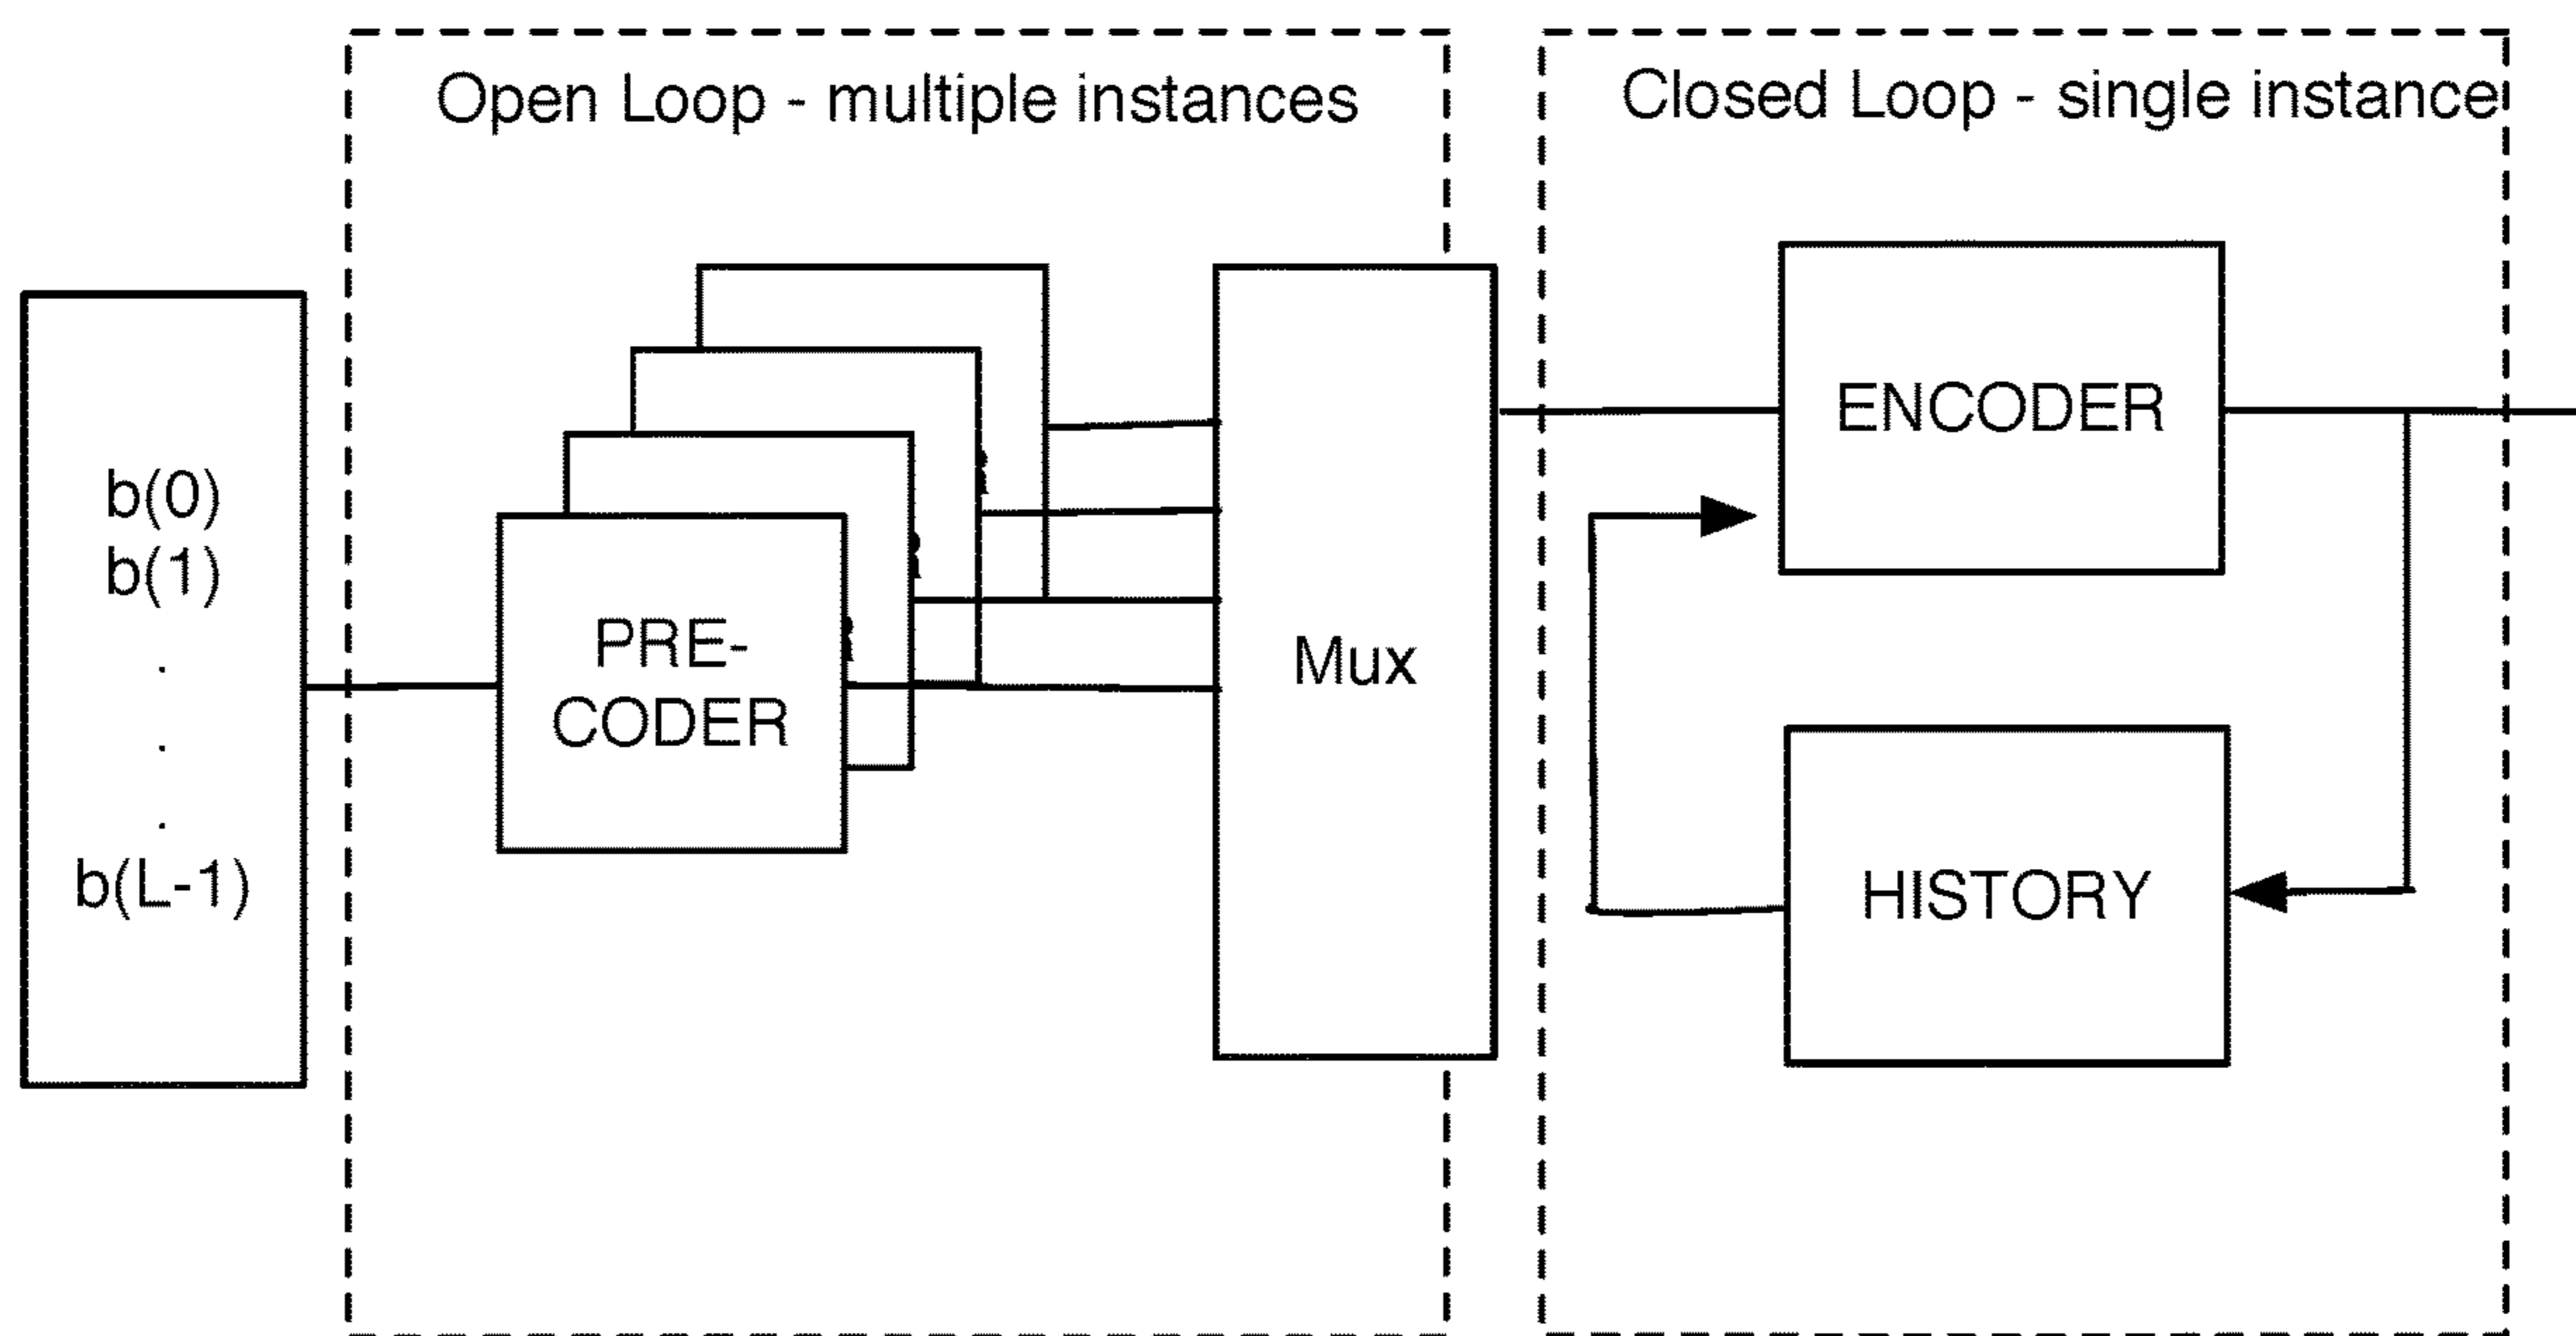 Open Loop - multiple instances
Closed Loop - single instance
b(0)
b(1)
.
.
.
b(L-1)
PRE-
CODER
Mux
ENCODER
HISTORY